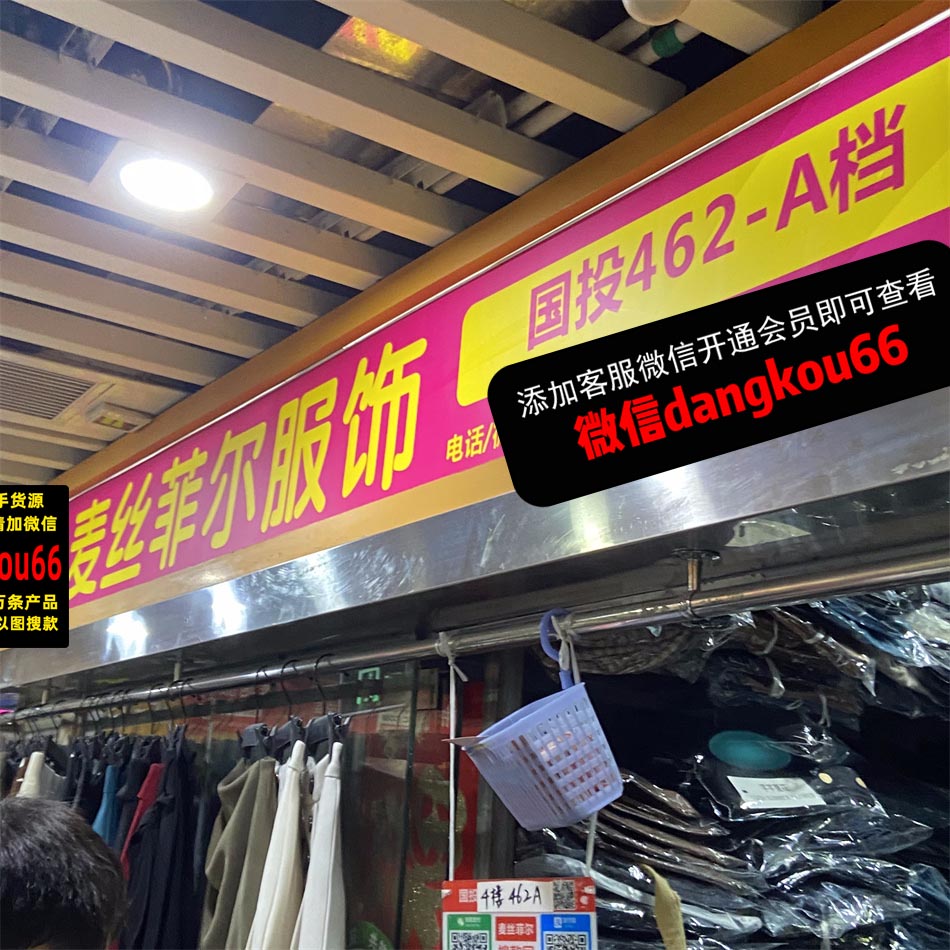 国投462-A档
麦丝菲尔服饰
电话/
添加客服微信开通会员即可查看
微信dangkou66
手货源
请加微信
ou66
万条产品
以图搜款
国投 4楼462A
麦丝菲尔